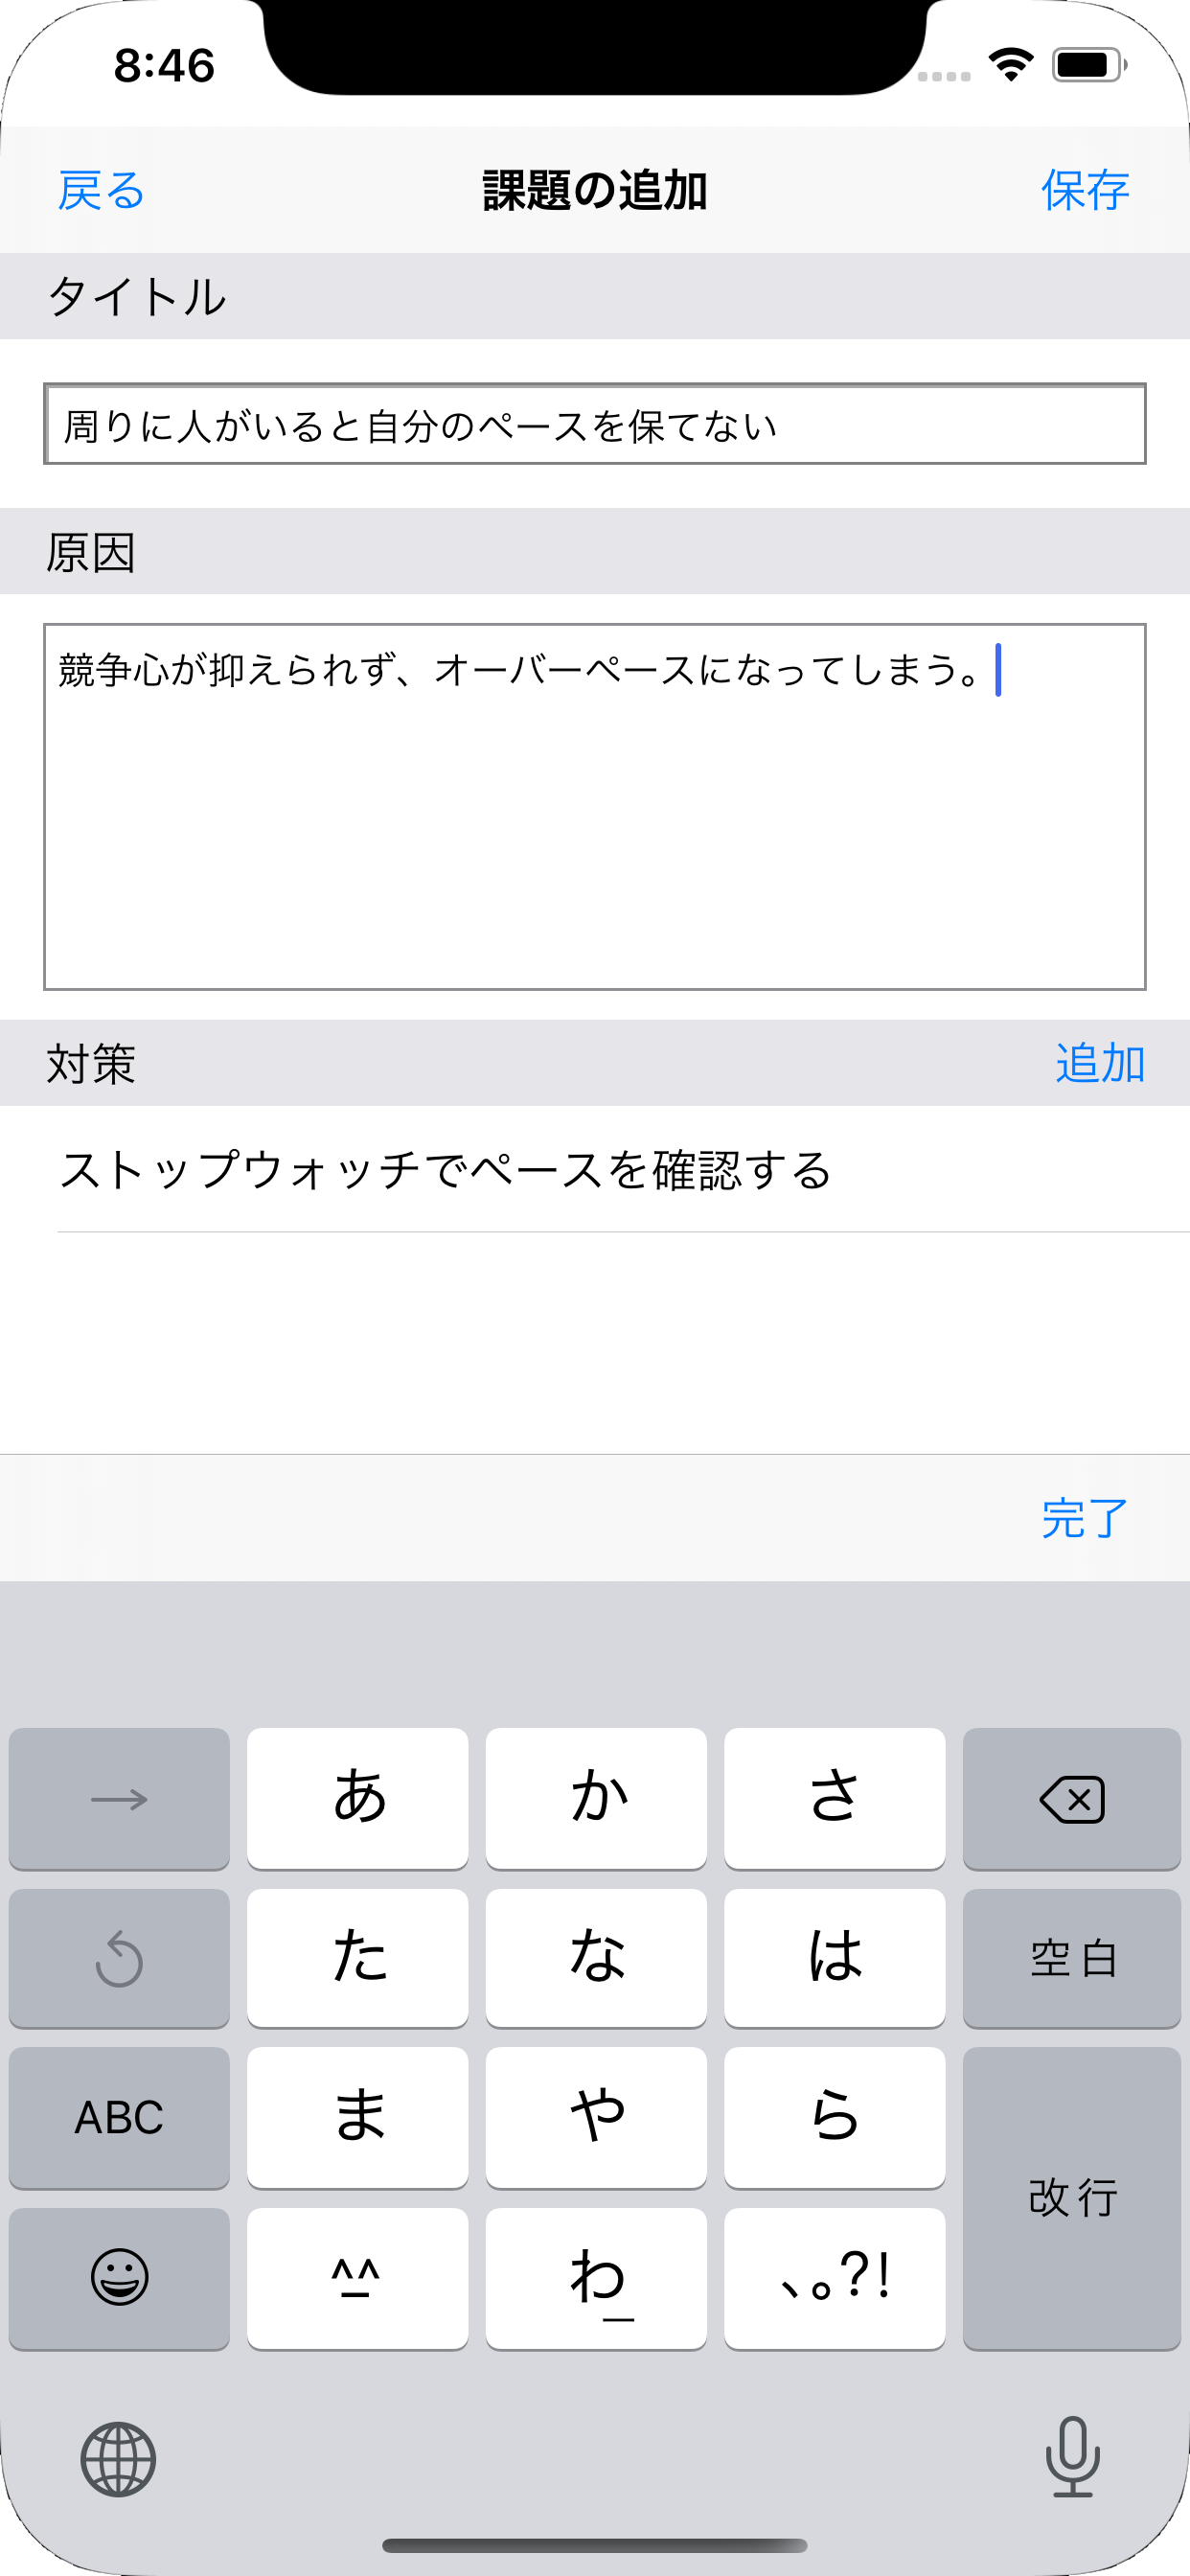 8:46
戻る 課題の追加 保存
タイトル
周りに人がいると自分のペースを保てない
原因
競争心が抑えられず、オーバーペースになってしまう。
対策 追加
ストップウォッチでペースを確認する
完了
→ あ か さ
た な は 空白
ABC ま や ら
改行
^^ わ 、。?!